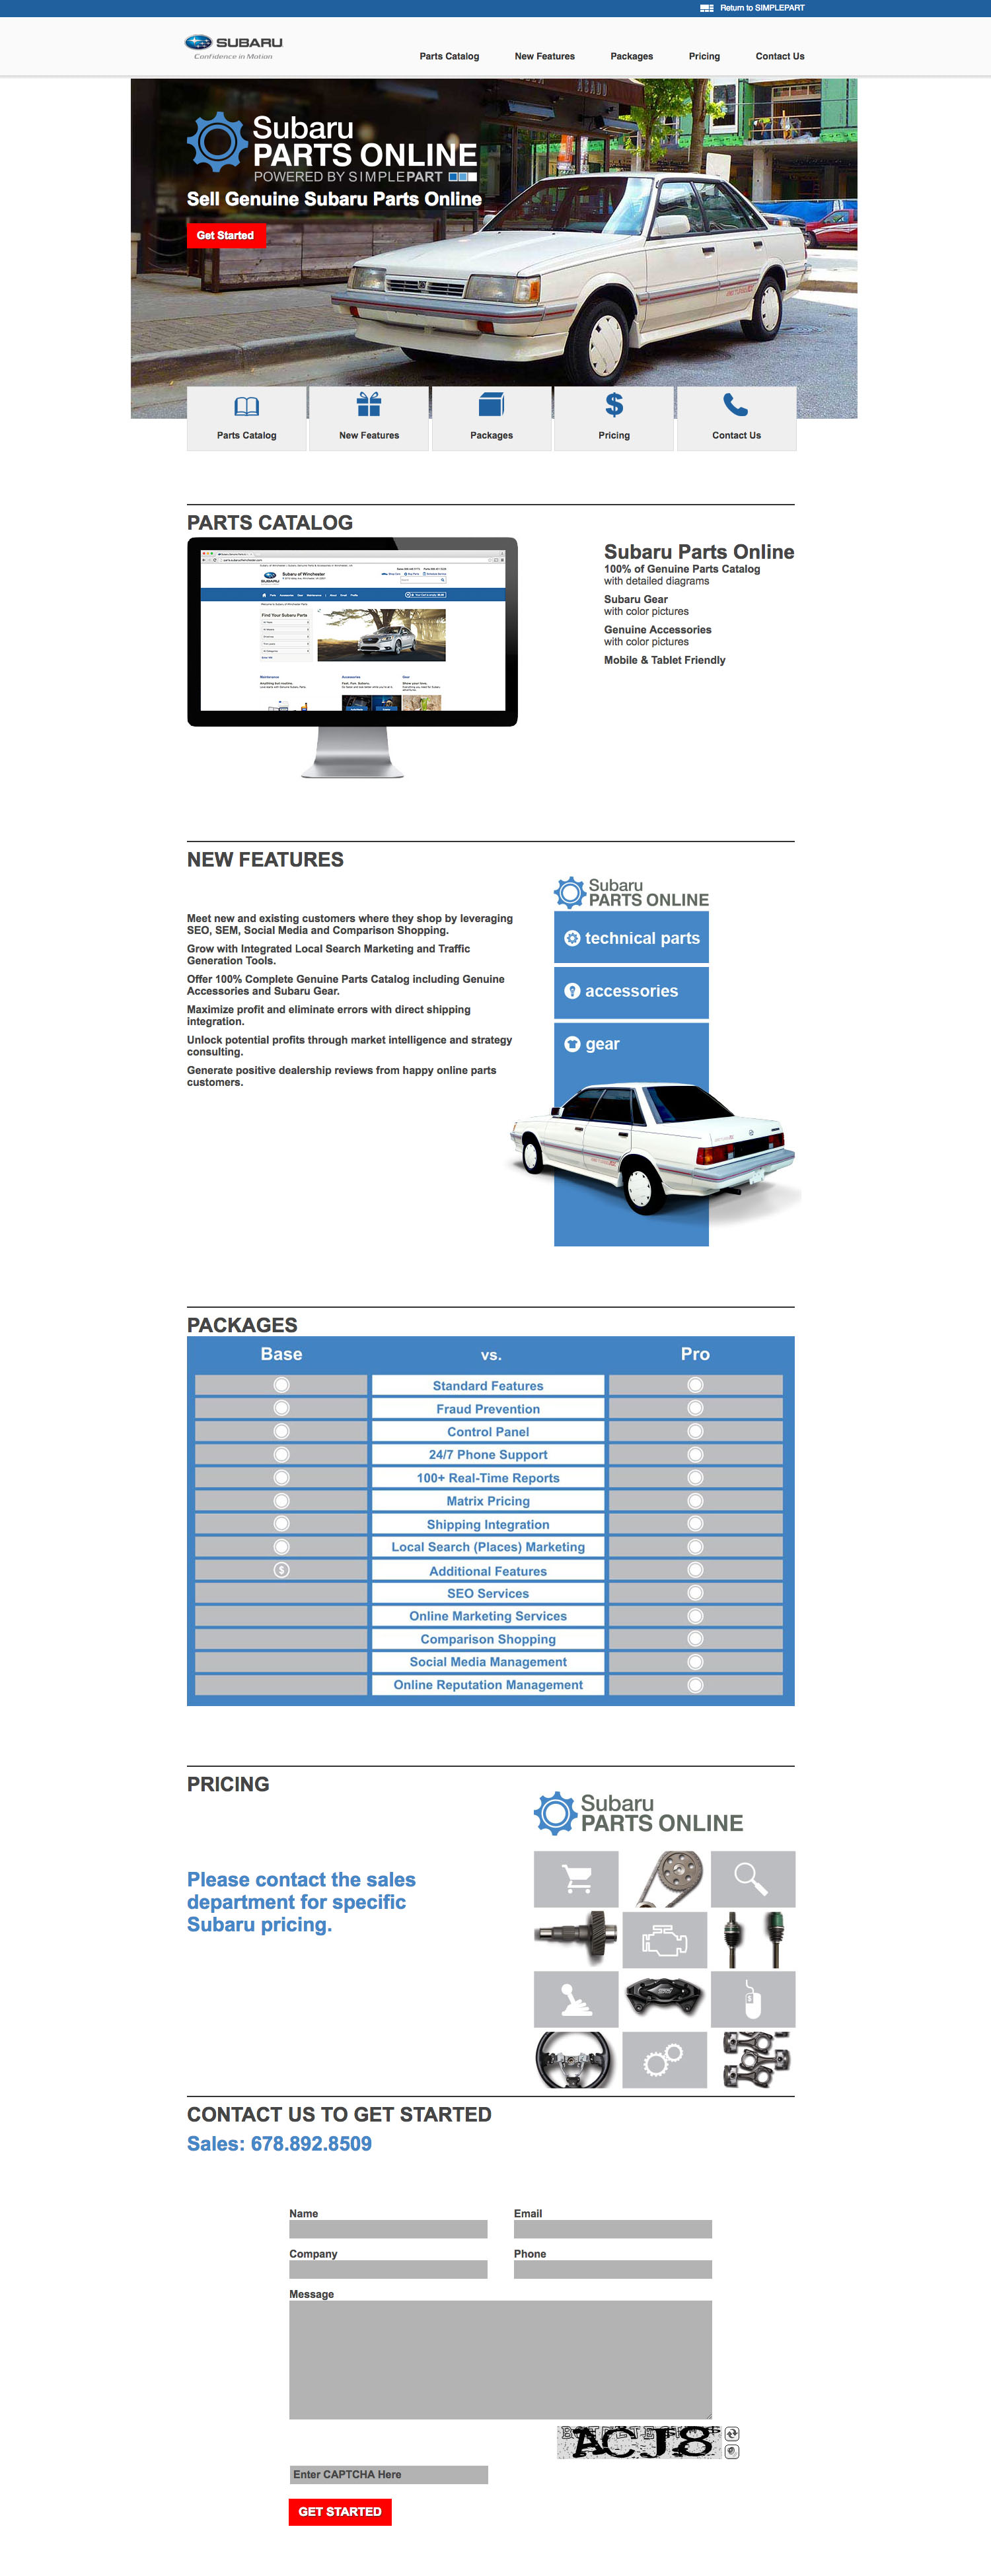 Return to SIMPLEPART
SUBARU
Confidence in Motion
Parts Catalog
New Features
Packages
Pricing
Contact Us
ASADO
Subaru
PARTS ONLINE
POWERED BY SIMPLEPART
Sell Genuine Subaru Parts Online
Get Started
Parts Catalog
New Features
Packages
Pricing
Contact Us
PARTS CATALOG
Subaru of Winchester
Find Your Subaru Parts
Maintenance
Accessories
Gear
Subaru Parts Online
100% of Genuine Parts Catalog
with detailed diagrams
Subaru Gear
with color pictures
Genuine Accessories
with color pictures
Mobile & Tablet Friendly
NEW FEATURES
Meet new and existing customers where they shop by leveraging
SEO, SEM, Social Media and Comparison Shopping.
Grow with Integrated Local Search Marketing and Traffic
Generation Tools.
Offer 100% Complete Genuine Parts Catalog including Genuine
Accessories and Subaru Gear.
Maximize profit and eliminate errors with direct shipping
integration.
Unlock potential profits through market intelligence and strategy
consulting.
Generate positive dealership reviews from happy online parts
customers.
Subaru
PARTS ONLINE
technical parts
accessories
gear
PACKAGES
Base vs. Pro
Standard Features
Fraud Prevention
Control Panel
24/7 Phone Support
100+ Real-Time Reports
Matrix Pricing
Shipping Integration
Local Search (Places) Marketing
$ Additional Features
SEO Services
Online Marketing Services
Comparison Shopping
Social Media Management
Online Reputation Management
PRICING
Please contact the sales
department for specific
Subaru pricing.
Subaru
PARTS ONLINE
CONTACT US TO GET STARTED
Sales: 678.892.8509
Name
Email
Company
Phone
Message
ACJ8
Enter CAPTCHA Here
GET STARTED